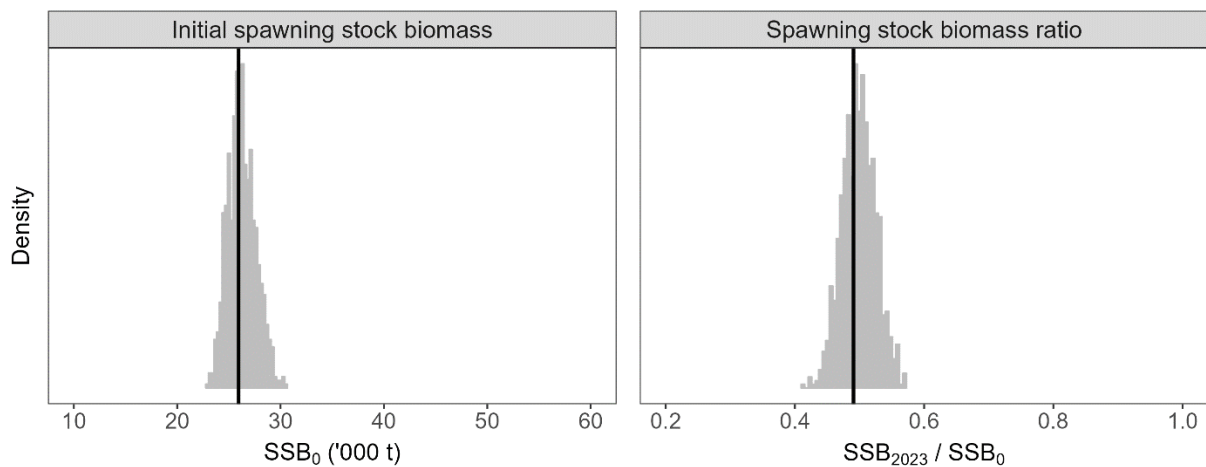 Initial spawning stock biomass
Spawning stock biomass ratio
Density
10 20 30 40 50 60
0.2 0.4 0.6 0.8 1.0
SSB₀ ('000 t)
SSB₂₀₂₃ / SSB₀